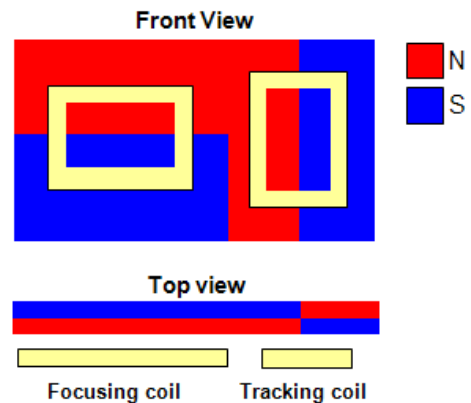 Front View
N
S
Top view
Focusing coil
Tracking coil